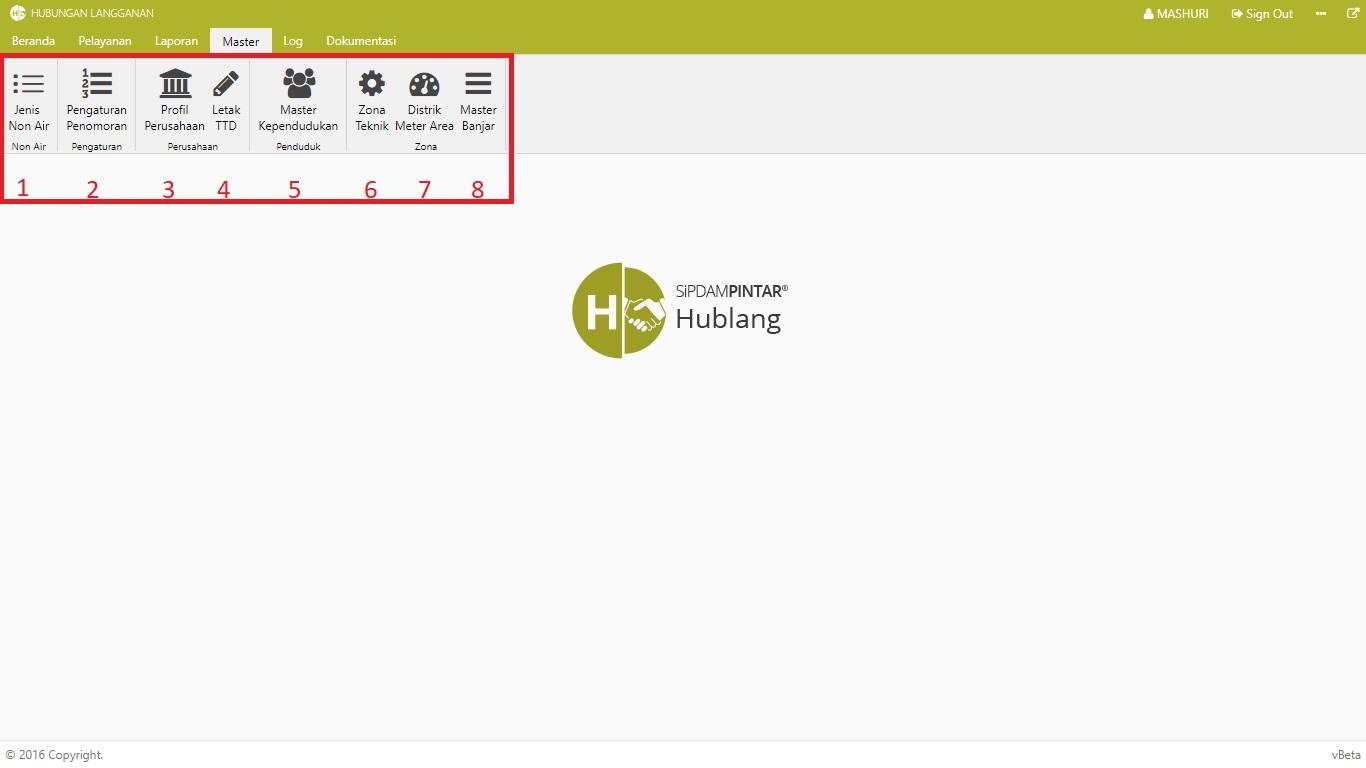 HUBUNGAN LANGGANAN
MASHURI Sign Out
Beranda Pelayanan Laporan Master Log Dokumentasi
Jenis Non Air
Pengaturan Penomoran
Profil Perusahaan
Letak TTD
Master Kependudukan
Zona Teknik
Distrik Meter Area
Master Banjar
Non Air Pengaturan Perusahaan Penduduk Zona
1 2 3 4 5 6 7 8
H
SiPDAMPINTAR®
Hublang
© 2016 Copyright. vBeta